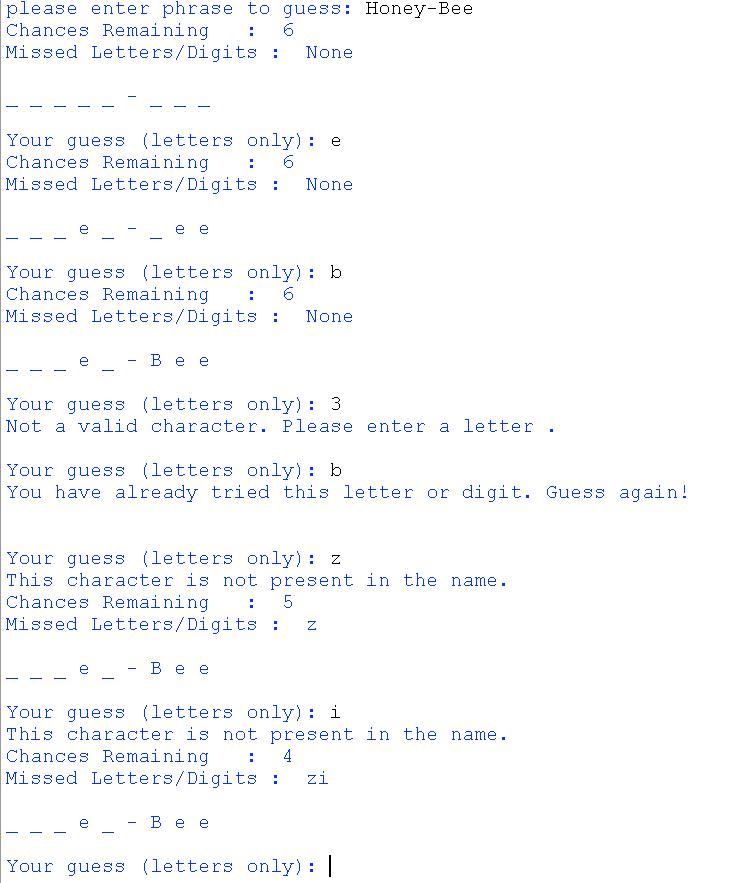 please enter phrase to guess: Honey-Bee
Chances Remaining   :  6
Missed Letters/Digits :  None
_ _ _ _ _ - _ _ _
Your guess (letters only): e
Chances Remaining   :  6
Missed Letters/Digits :  None
_ _ _ e _ - _ e e
Your guess (letters only): b
Chances Remaining   :  6
Missed Letters/Digits :  None
_ _ _ e _ - B e e
Your guess (letters only): 3
Not a valid character. Please enter a letter .
Your guess (letters only): b
You have already tried this letter or digit. Guess again!
Your guess (letters only): z
This character is not present in the name.
Chances Remaining   :  5
Missed Letters/Digits :  z
_ _ _ e _ - B e e
Your guess (letters only): i
This character is not present in the name.
Chances Remaining   :  4
Missed Letters/Digits :  zi
_ _ _ e _ - B e e
Your guess (letters only):